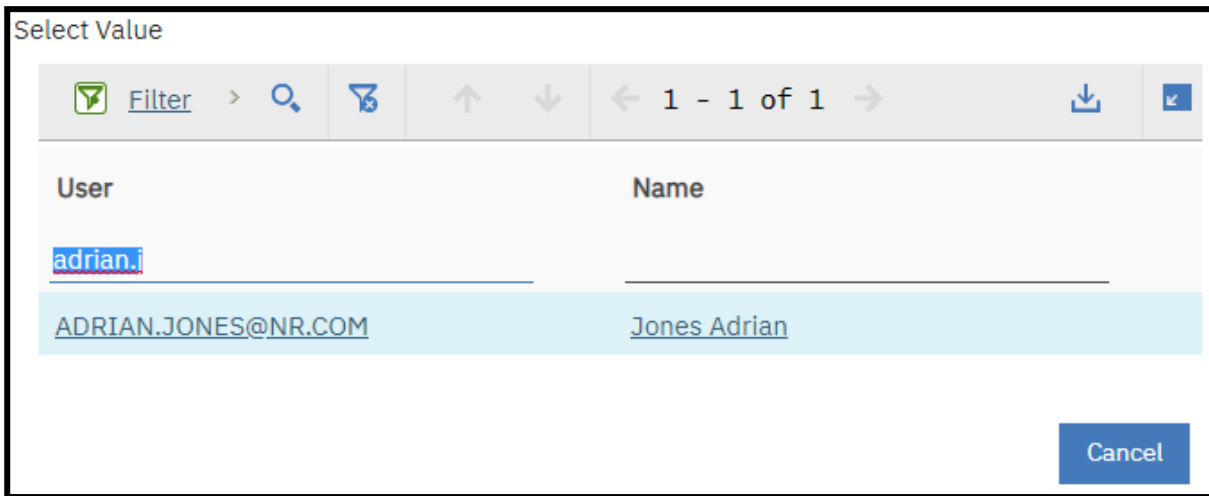 Select Value
Filter > 1 - 1 of 1
User Name
adrian.j
ADRIAN.JONES@NR.COM Jones Adrian
Cancel